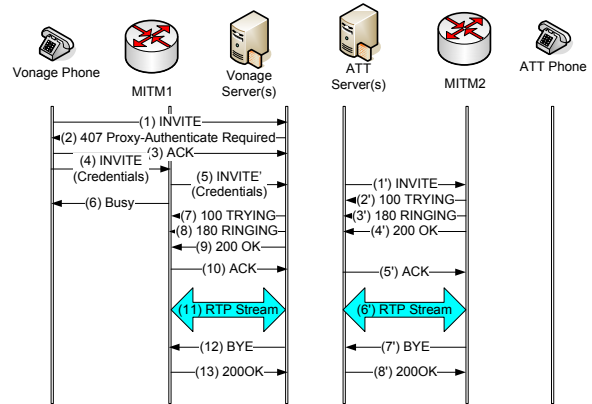 Vonage Phone
MITM1
Vonage
Server(s)
ATT
Server(s)
MITM2
ATT Phone
(1) INVITE
(2) 407 Proxy-Authenticate Required
(3) ACK
(4) INVITE
(Credentials)
(5) INVITE'
(Credentials)
(6) Busy
(7) 100 TRYING
(8) 180 RINGING
(9) 200 OK
(10) ACK
(11) RTP Stream
(12) BYE
(13) 200OK
(1') INVITE
(2') 100 TRYING
(3') 180 RINGING
(4') 200 OK
(5') ACK
(6') RTP Stream
(7') BYE
(8') 200OK